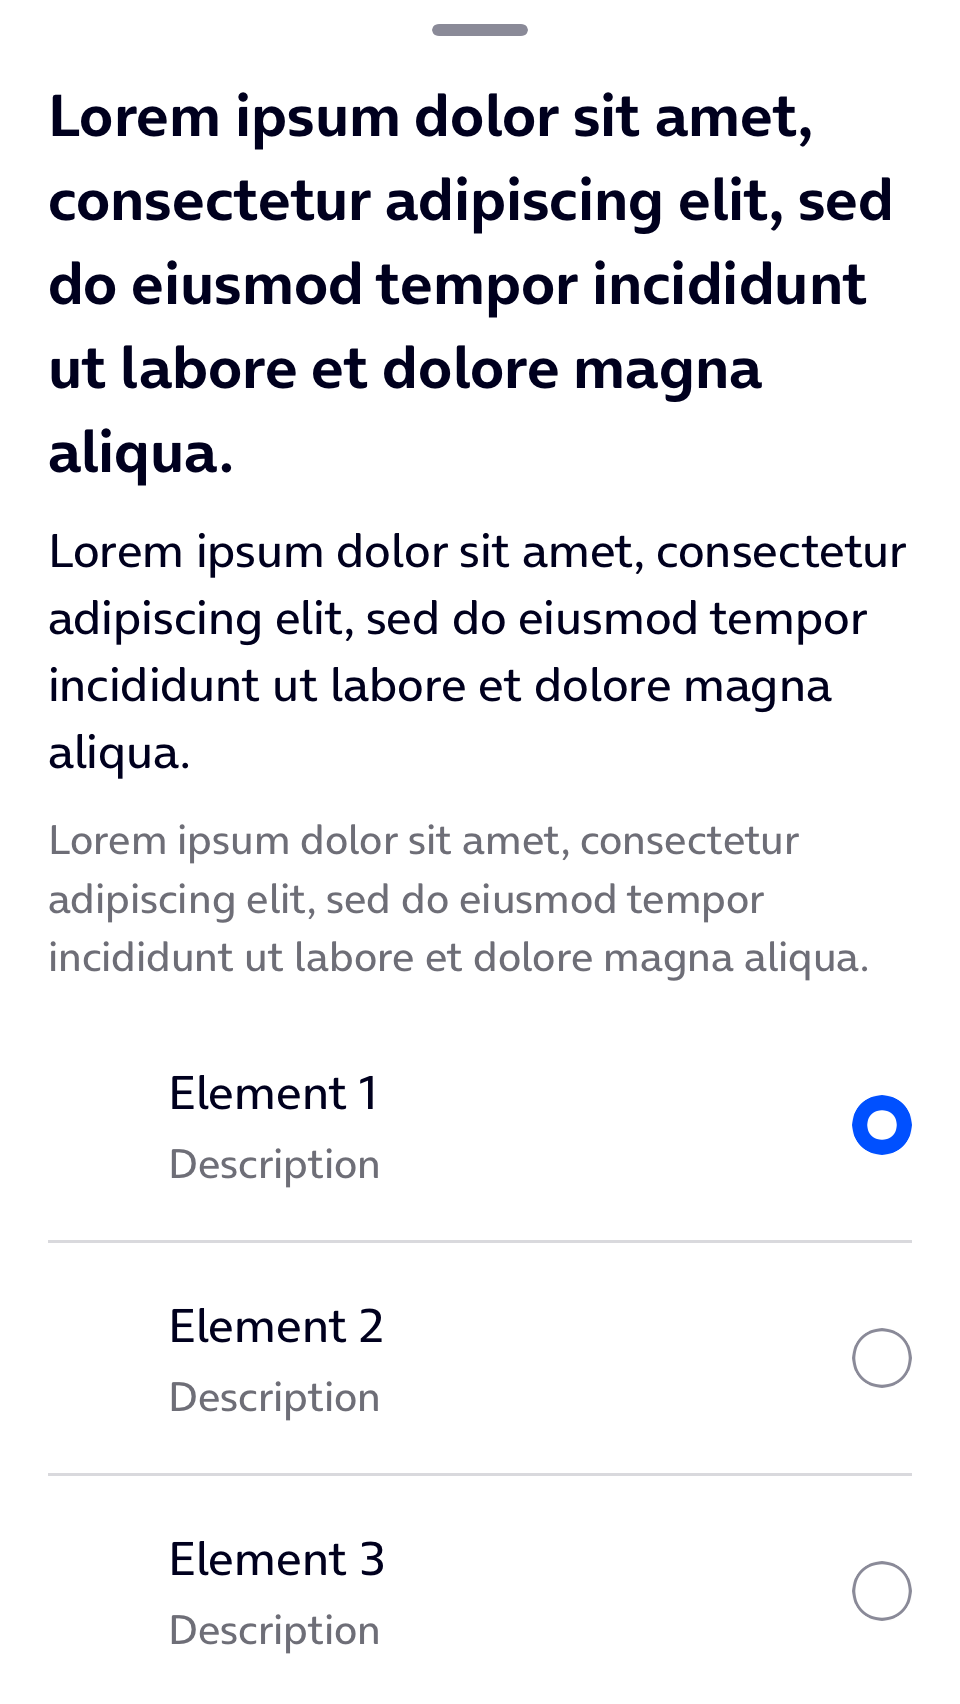 Lorem ipsum dolor sit amet,
consectetur adipiscing elit, sed
do eiusmod tempor incididunt
ut labore et dolore magna
aliqua.
Lorem ipsum dolor sit amet, consectetur
adipiscing elit, sed do eiusmod tempor
incididunt ut labore et dolore magna
aliqua.
Lorem ipsum dolor sit amet, consectetur
adipiscing elit, sed do eiusmod tempor
incididunt ut labore et dolore magna aliqua.
Element 1
Description
Element 2
Description
Element 3
Description